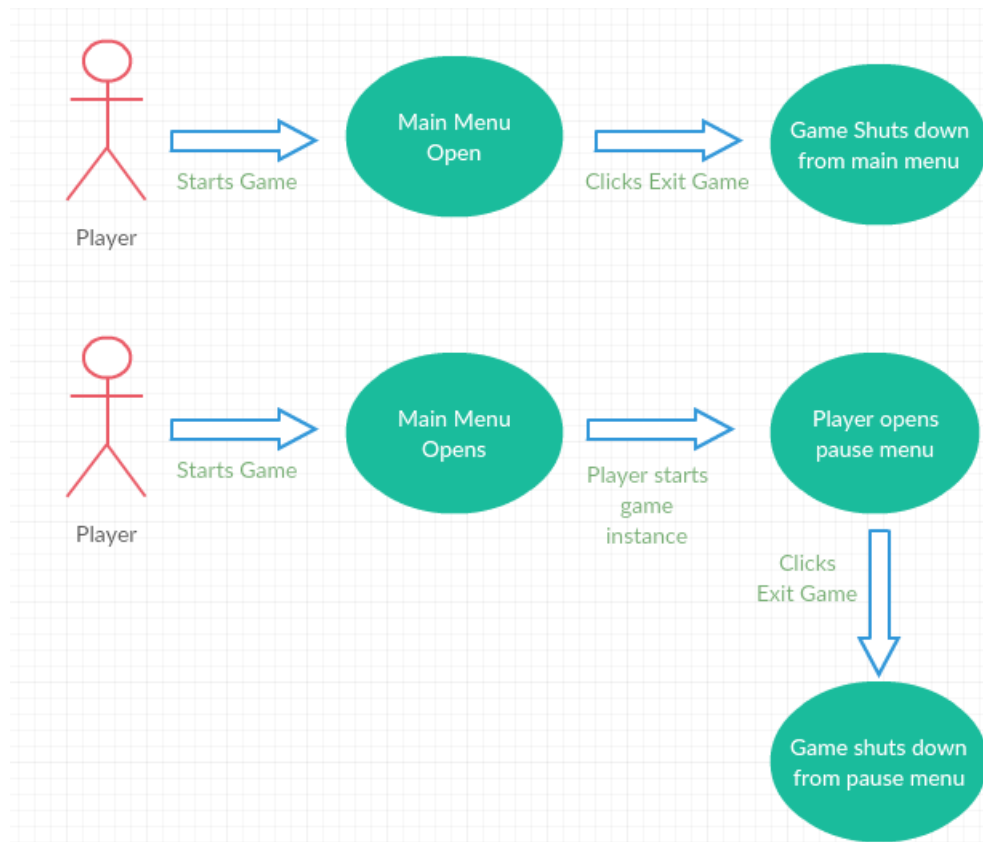 Main Menu
Open
Game Shuts down
from main menu
Starts Game
Clicks Exit Game
Player
Main Menu
Opens
Player opens
pause menu
Starts Game
Player starts
game
instance
Player
Clicks
Exit Game
Game shuts down
from pause menu